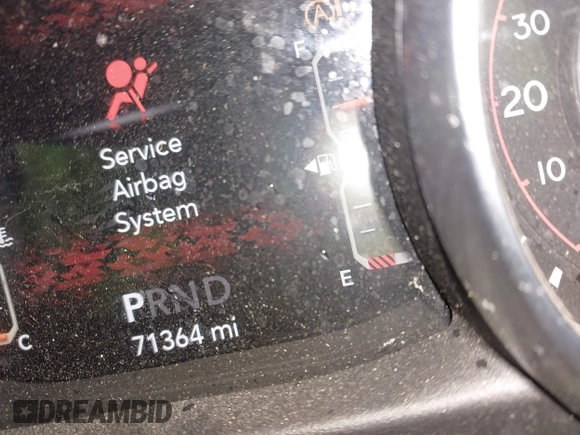 F
30
Service
Airbag
System
20
10
E
PRND
71364 mi
C
DREAMBID